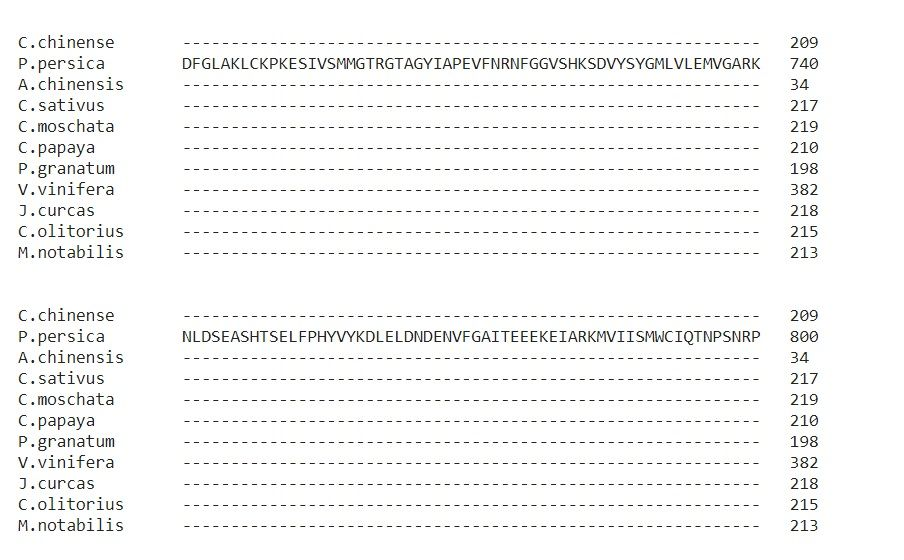 C.chinense ------------------------------------------------------------ 209
P.persica DFGLAKLCKPKESIVSMMGTRGTAGYIAPEVFNRNFGGVSHKSDVYSYGMLVLEMVGARK 740
A.chinensis ------------------------------------------------------------ 34
C.sativus ------------------------------------------------------------ 217
C.moschata ------------------------------------------------------------ 219
C.papaya ------------------------------------------------------------ 210
P.granatum ------------------------------------------------------------ 198
V.vinifera ------------------------------------------------------------ 382
J.curcas ------------------------------------------------------------ 218
C.olitorius ------------------------------------------------------------ 215
M.notabilis ------------------------------------------------------------ 213
C.chinense ------------------------------------------------------------ 209
P.persica NLDSEASHTSELFPHYVYKDLELDNDENVFGAITEEEKEIARKMVIISMWCIQTNPSNRP 800
A.chinensis ------------------------------------------------------------ 34
C.sativus ------------------------------------------------------------ 217
C.moschata ------------------------------------------------------------ 219
C.papaya ------------------------------------------------------------ 210
P.granatum ------------------------------------------------------------ 198
V.vinifera ------------------------------------------------------------ 382
J.curcas ------------------------------------------------------------ 218
C.olitorius ------------------------------------------------------------ 215
M.notabilis ------------------------------------------------------------ 213